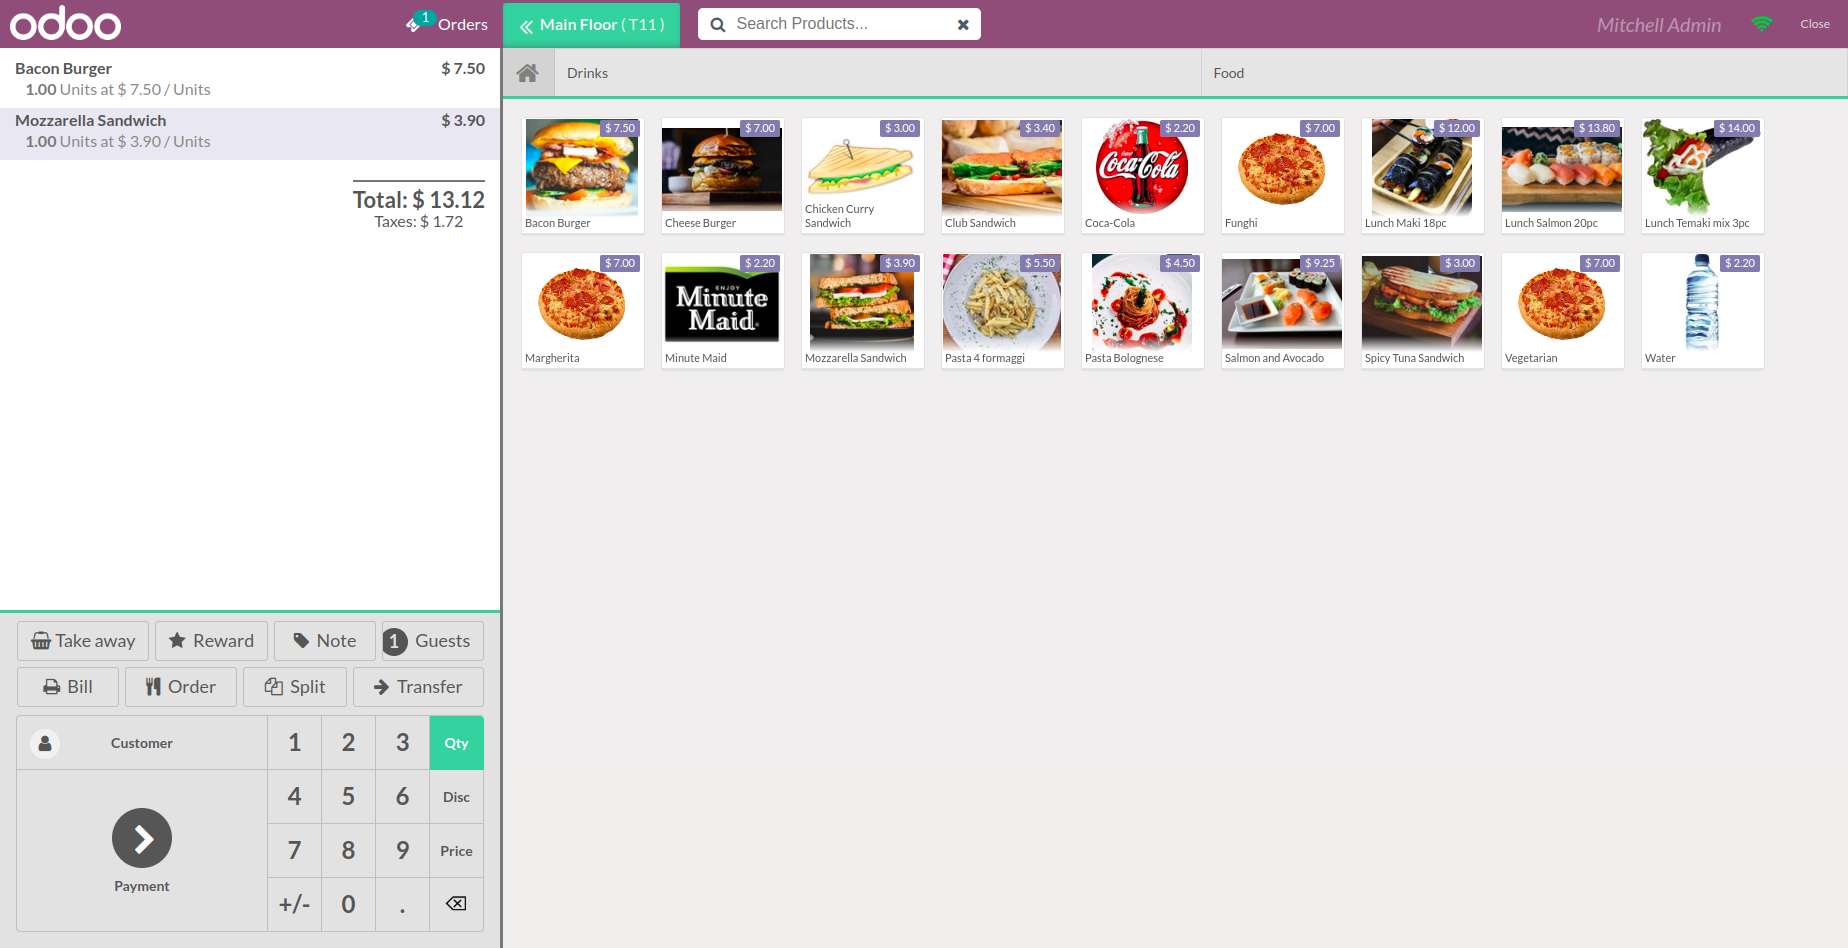 odoo
1 Orders
Main Floor ( T11 )
Search Products...
Mitchell Admin
Close
Bacon Burger $ 7.50
1.00 Units at $ 7.50 / Units
Mozzarella Sandwich $ 3.90
1.00 Units at $ 3.90 / Units
Total: $ 13.12
Taxes: $ 1.72
Take away Reward Note 1 Guests
Bill Order Split Transfer
Customer 1 2 3 Qty
4 5 6 Disc
7 8 9 Price
Payment
+/- 0 .
Drinks Food
$ 7.50
Bacon Burger
$ 7.00
Cheese Burger
$ 3.00
Chicken Curry
Sandwich
$ 3.40
Club Sandwich
$ 2.20
Coca-Cola
Coca-Cola
$ 7.00
Funghi
$ 12.00
Lunch Maki 18pc
$ 13.80
Lunch Salmon 20pc
$ 14.00
Lunch Temaki mix 3pc
$ 7.00
Margherita
$ 2.20
ENJOY
Minute
Maid
Minute Maid
$ 3.90
Mozzarella Sandwich
$ 5.50
Pasta 4 formaggi
$ 4.50
Pasta Bolognese
$ 9.25
Salmon and Avocado
$ 3.00
Spicy Tuna Sandwich
$ 7.00
Vegetarian
$ 2.20
Water